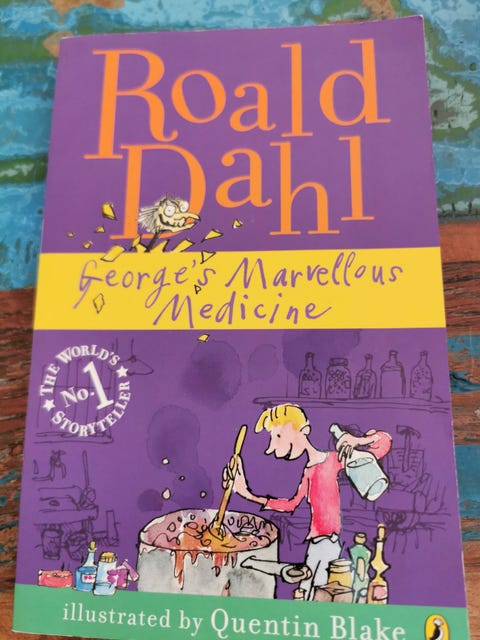 Roald
Dahl
George's Marvellous
Medicine
THE WORLD'S
No.1
STORYTELLER
illustrated by Quentin Blake